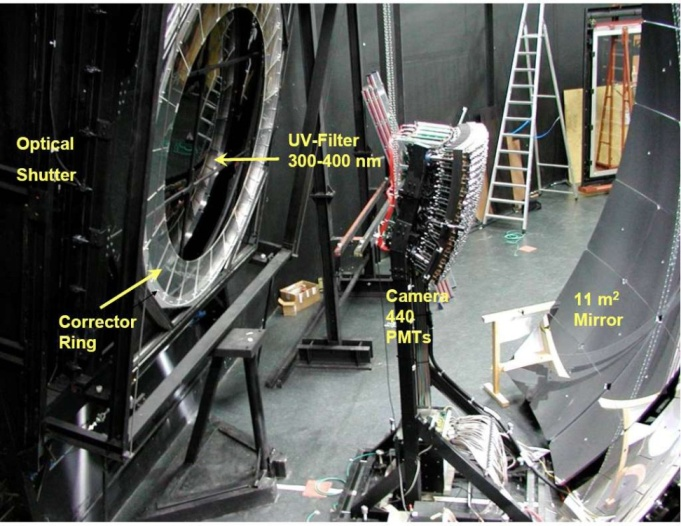 Optical
Shutter
UV-Filter
300-400 nm
Corrector
Ring
Camera
440
PMTs
11 m²
Mirror